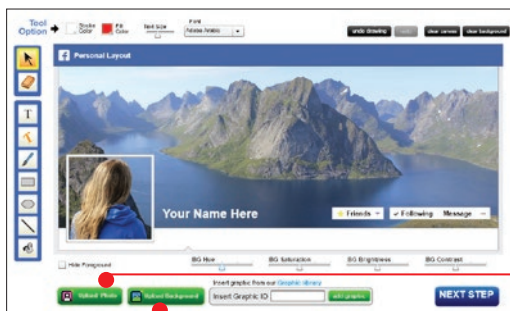 Tool Option
Stroke Color
Fill Color
Text Size
Font
undo drawing
clear canvas
clear background
Personal Layout
T
T
Your Name Here
Friends
Following
Message
Hide Foreground
BG Hue
BG Saturation
BG Brightness
BG Contrast
Insert graphic from our Graphic library
Upload Photo
Upload Background
Insert Graphic ID
add graphic
NEXT STEP